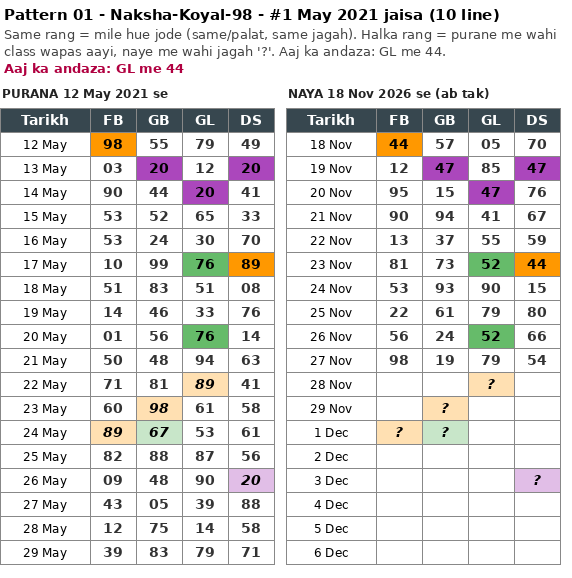 Pattern 01 - Naksha-Koyal-98 - #1 May 2021 jaisa (10 line)
Same rang = mile hue jode (same/palat, same jagah). Halka rang = purane me wahi
class wapas aayi, naye me wahi jagah '?'. Aaj ka andaza: GL me 44.
Aaj ka andaza: GL me 44
PURANA 12 May 2021 se
Tarikh FB GB GL DS
12 May 98 55 79 49
13 May 03 20 12 20
14 May 90 44 20 41
15 May 53 52 65 33
16 May 53 24 30 70
17 May 10 99 76 89
18 May 51 83 51 08
19 May 14 46 33 76
20 May 01 56 76 14
21 May 50 48 94 63
22 May 71 81 89 41
23 May 60 98 61 58
24 May 89 67 53 61
25 May 82 88 87 56
26 May 09 48 90 20
27 May 43 05 39 88
28 May 12 75 14 58
29 May 39 83 79 71
NAYA 18 Nov 2026 se (ab tak)
Tarikh FB GB GL DS
18 Nov 44 57 05 70
19 Nov 12 47 85 47
20 Nov 95 15 47 76
21 Nov 90 94 41 67
22 Nov 13 37 55 59
23 Nov 81 73 52 44
24 Nov 53 93 90 15
25 Nov 22 61 79 80
26 Nov 56 24 52 66
27 Nov 98 19 79 54
28 Nov ?
29 Nov ?
1 Dec ? ?
2 Dec
3 Dec ?
4 Dec
5 Dec
6 Dec